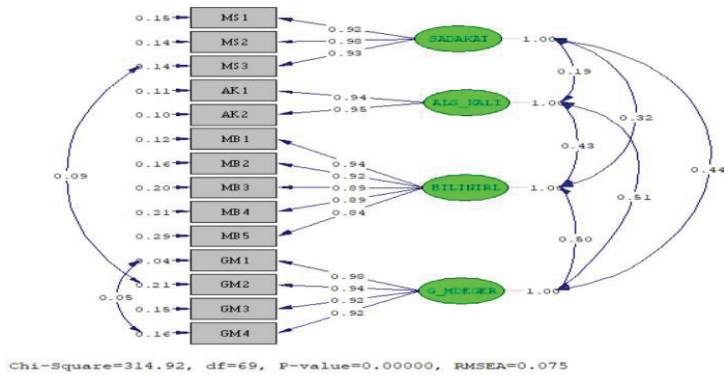 0.15 MS1 0.92
0.14 MS2 0.98 SADAKAT 1.00
0.14 MS3 0.93
0.19
0.11 AK1 0.94
ALG_KALI 1.00
0.10 AK2 0.95
0.32
0.12 MB1 0.94
0.43
0.16 MB2 0.92
0.44
0.09
0.20 MB3 0.89 BILINIRL 1.00
0.51
0.21 MB4 0.89
0.29 MB5 0.84
0.50
0.04 GM1 0.98
0.21 GM2 0.94 G_MDEGER 1.00
0.05
0.15 GM3 0.92
0.16 GM4 0.92
Chi-Square=314.92, df=69, P-value=0.00000, RMSEA=0.075